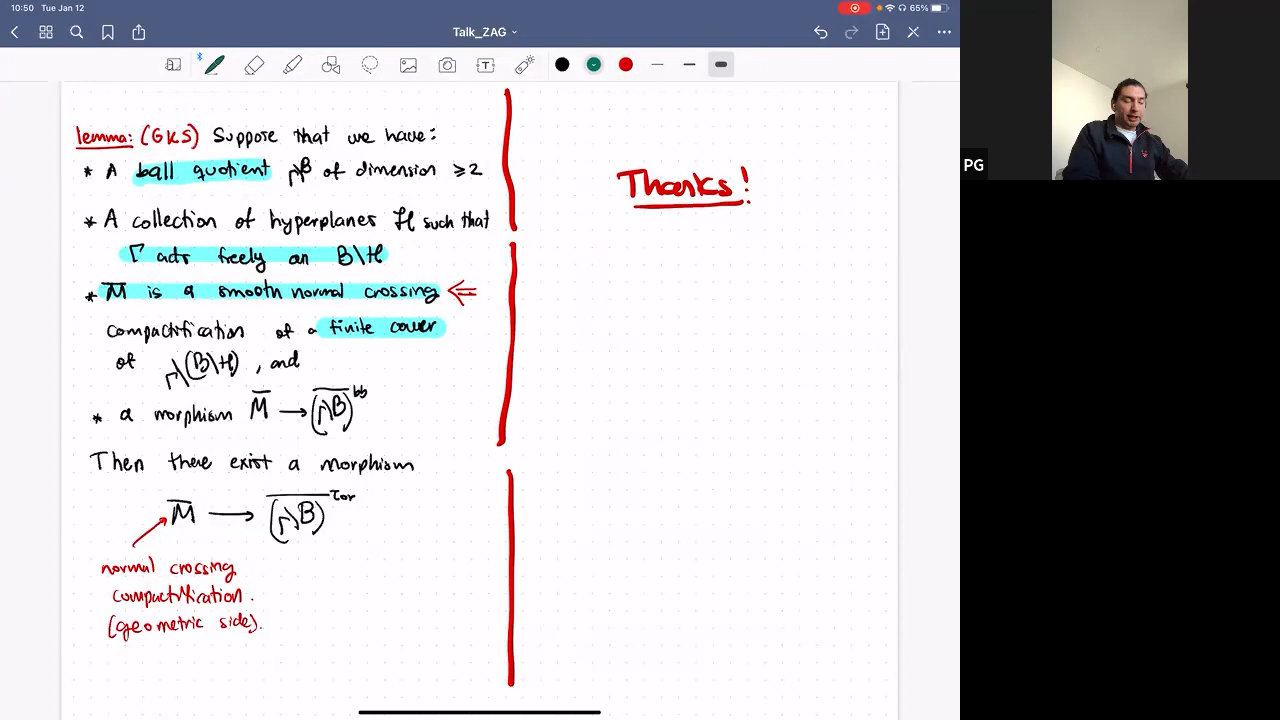 10:50 Tue Jan 12
65%
Talk_ZAG
lemma: (GKS) Suppose that we have:
* A ball quotient Γ\B of dimension ≥2
* A collection of hyperplanes H such that
Γ acts freely on B\H
* M̅ is a smooth normal crossing
compactification of a finite cover
of Γ\(B\H), and
* a morphism M̅ → (Γ\B)̅ ᵇᵇ
Then there exist a morphism
M̅ → (Γ\B)̅ ᵗᵒʳ
normal crossing
compactification.
(geometric side).
Thanks!
PG